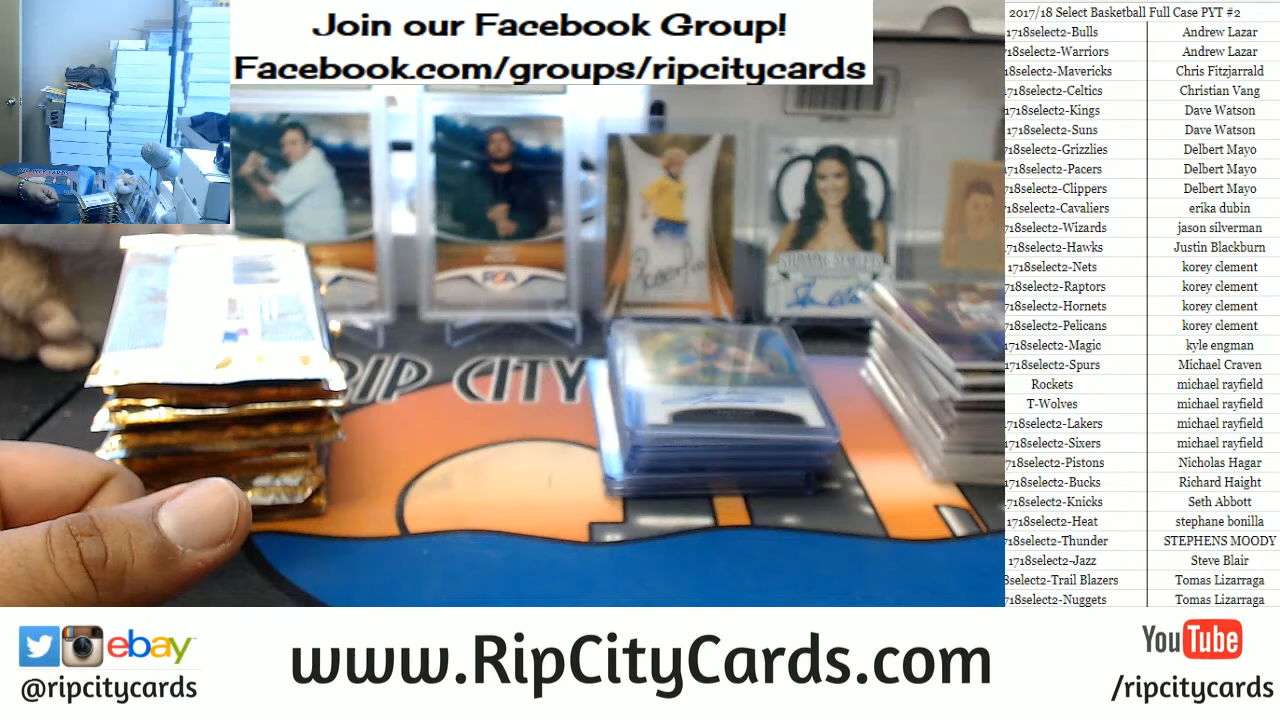 Join our Facebook Group!
Facebook.com/groups/ripcitycards
2017/18 Select Basketball Full Case PYT #2
1718select2-Bulls Andrew Lazar
1718select2-Warriors Andrew Lazar
1718select2-Mavericks Chris Fitzjarrald
1718select2-Celtics Christian Vang
1718select2-Kings Dave Watson
1718select2-Suns Dave Watson
1718select2-Grizzlies Delbert Mayo
1718select2-Pacers Delbert Mayo
1718select2-Clippers Delbert Mayo
718select2-Cavaliers erika dubin
1718select2-Wizards jason silverman
1718select2-Hawks Justin Blackburn
1718select2-Nets korey clement
1718select2-Raptors korey clement
1718select2-Hornets korey clement
1718select2-Pelicans korey clement
1718select2-Magic kyle engman
1718select2-Spurs Michael Craven
Rockets michael rayfield
T-Wolves michael rayfield
1718select2-Lakers michael rayfield
1718select2-Sixers michael rayfield
1718select2-Pistons Nicholas Hagar
1718select2-Bucks Richard Haight
1718select2-Knicks Seth Abbott
1718select2-Heat stephane bonilla
718select2-Thunder STEPHENS MOODY
1718select2-Jazz Steve Blair
8select2-Trail Blazers Tomas Lizarraga
718select2-Nuggets Tomas Lizarraga
RIP CITY
ebay
@ripcitycards
www.RipCityCards.com
YouTube
/ripcitycards